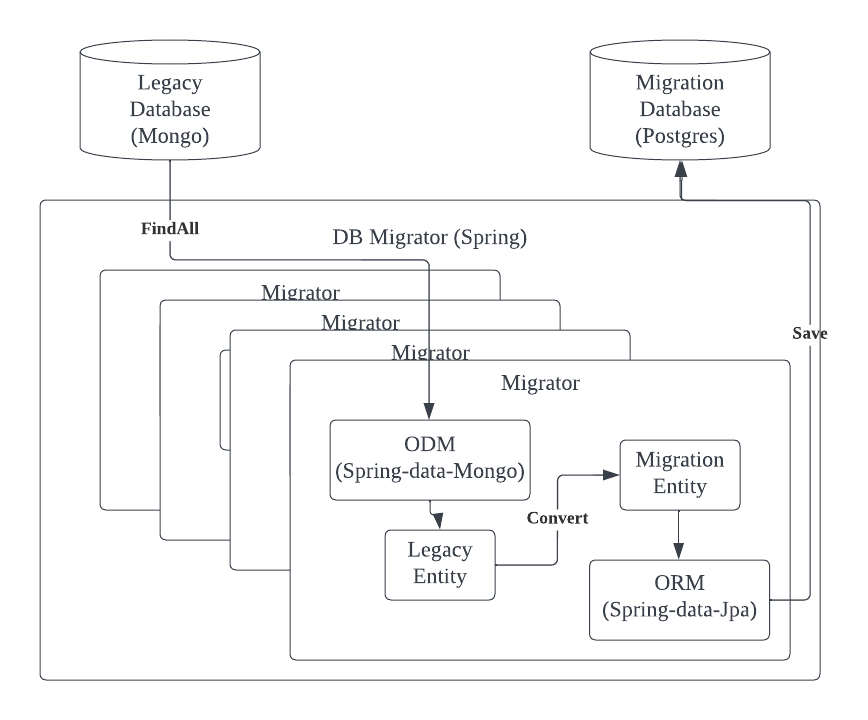 Legacy
Database
(Mongo)
Migration
Database
(Postgres)
FindAll
DB Migrator (Spring)
Migrator
Migrator
Save
Migrator
Migrator
ODM
(Spring-data-Mongo)
Migration
Entity
Convert
Legacy
Entity
ORM
(Spring-data-Jpa)